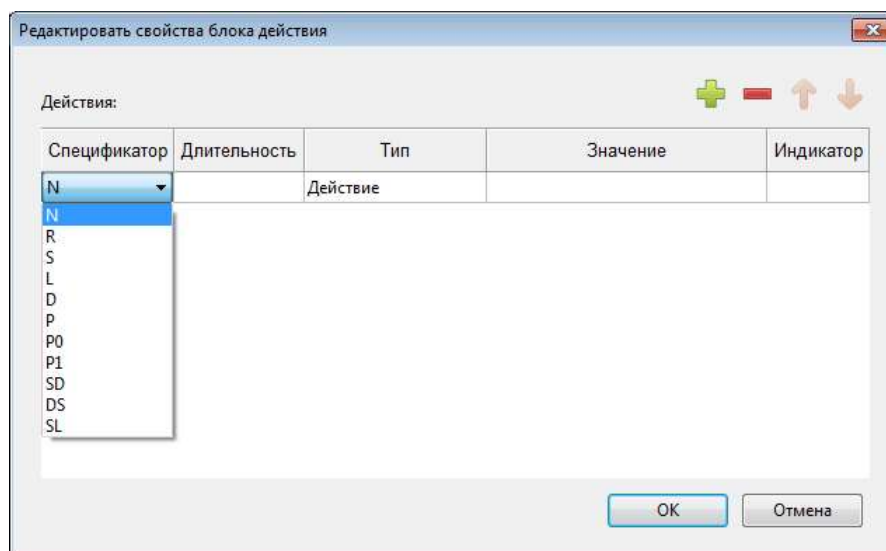 Редактировать свойства блока действия
Действия:
Спецификатор Длительность Тип Значение Индикатор
N Действие
N
R
S
L
D
P
P0
P1
SD
DS
SL
OK Отмена